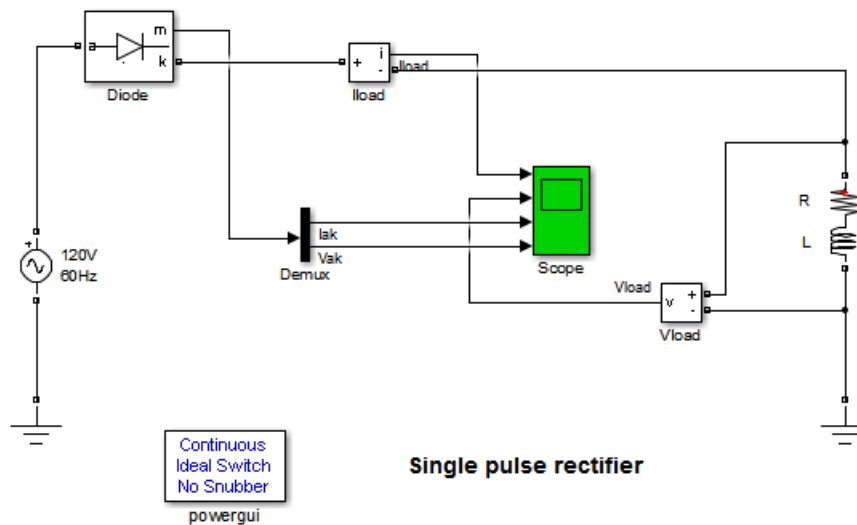 m
a
k
Diode
+
i
-
Iload
Iload
120V
60Hz
+
Iak
Vak
Demux
Scope
R
L
Vload
v
+
-
Vload
Continuous
Ideal Switch
No Snubber
powergui
Single pulse rectifier